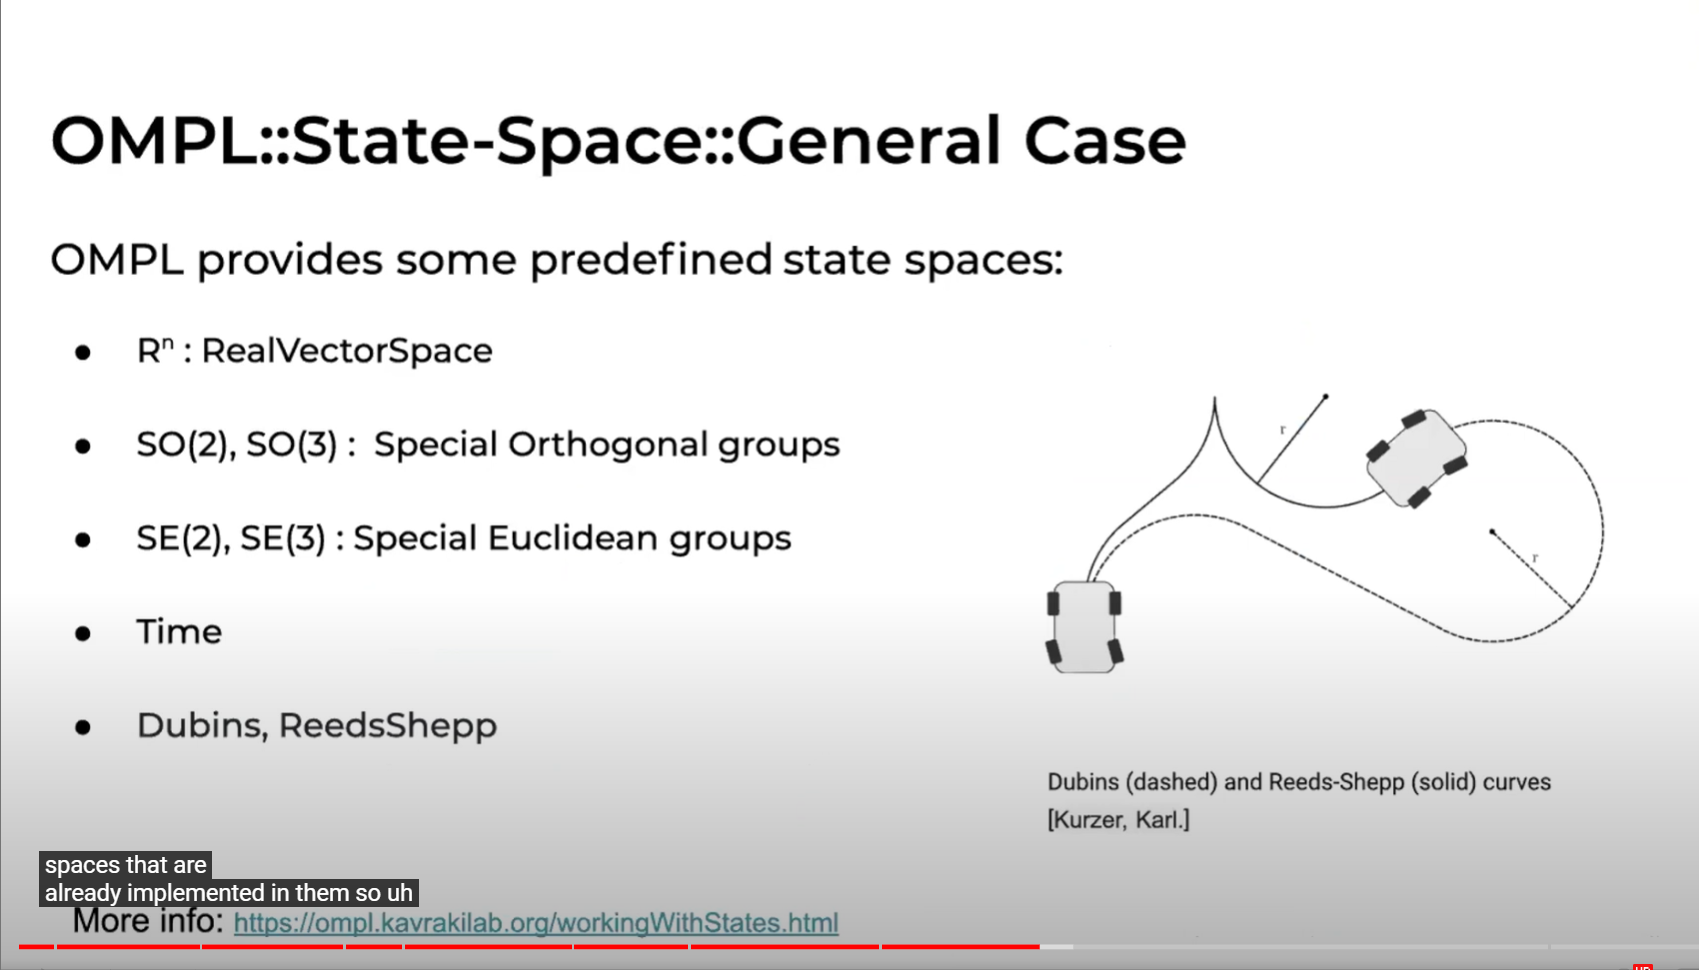 OMPL::State-Space::General Case
OMPL provides some predefined state spaces:
● Rⁿ : RealVectorSpace
● SO(2), SO(3) : Special Orthogonal groups
● SE(2), SE(3) : Special Euclidean groups
● Time
● Dubins, ReedsShepp
r
r
Dubins (dashed) and Reeds-Shepp (solid) curves
[Kurzer, Karl.]
spaces that are
already implemented in them so uh
More info: https://ompl.kavrakilab.org/workingWithStates.html